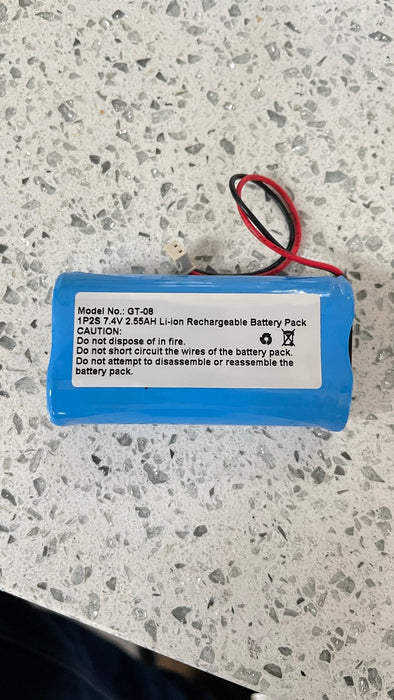 Model No.: GT-08
1P2S 7.4V 2.55AH Li-ion Rechargeable Battery Pack
CAUTION:
Do not dispose of in fire.
Do not short circuit the wires of the battery pack.
Do not attempt to disassemble or reassemble the
battery pack.